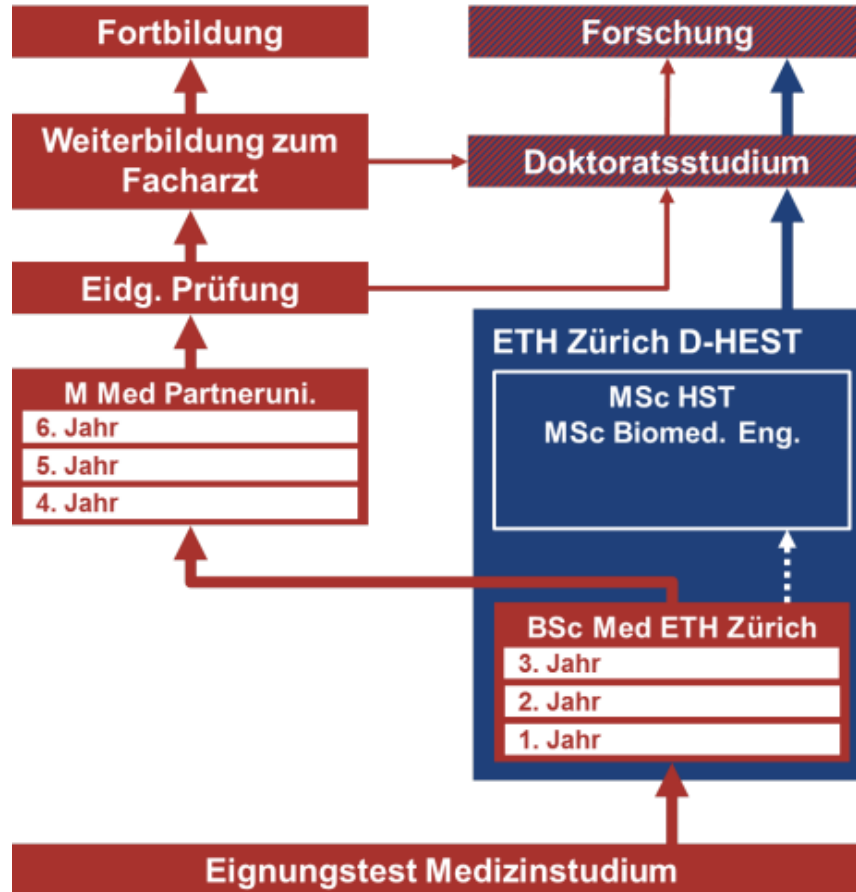 Fortbildung
Forschung
Weiterbildung zum
Facharzt
Doktoratsstudium
Eidg. Prüfung
ETH Zürich D-HEST
M Med Partneruni.
6. Jahr
5. Jahr
4. Jahr
MSc HST
MSc Biomed. Eng.
BSc Med ETH Zürich
3. Jahr
2. Jahr
1. Jahr
Eignungstest Medizinstudium